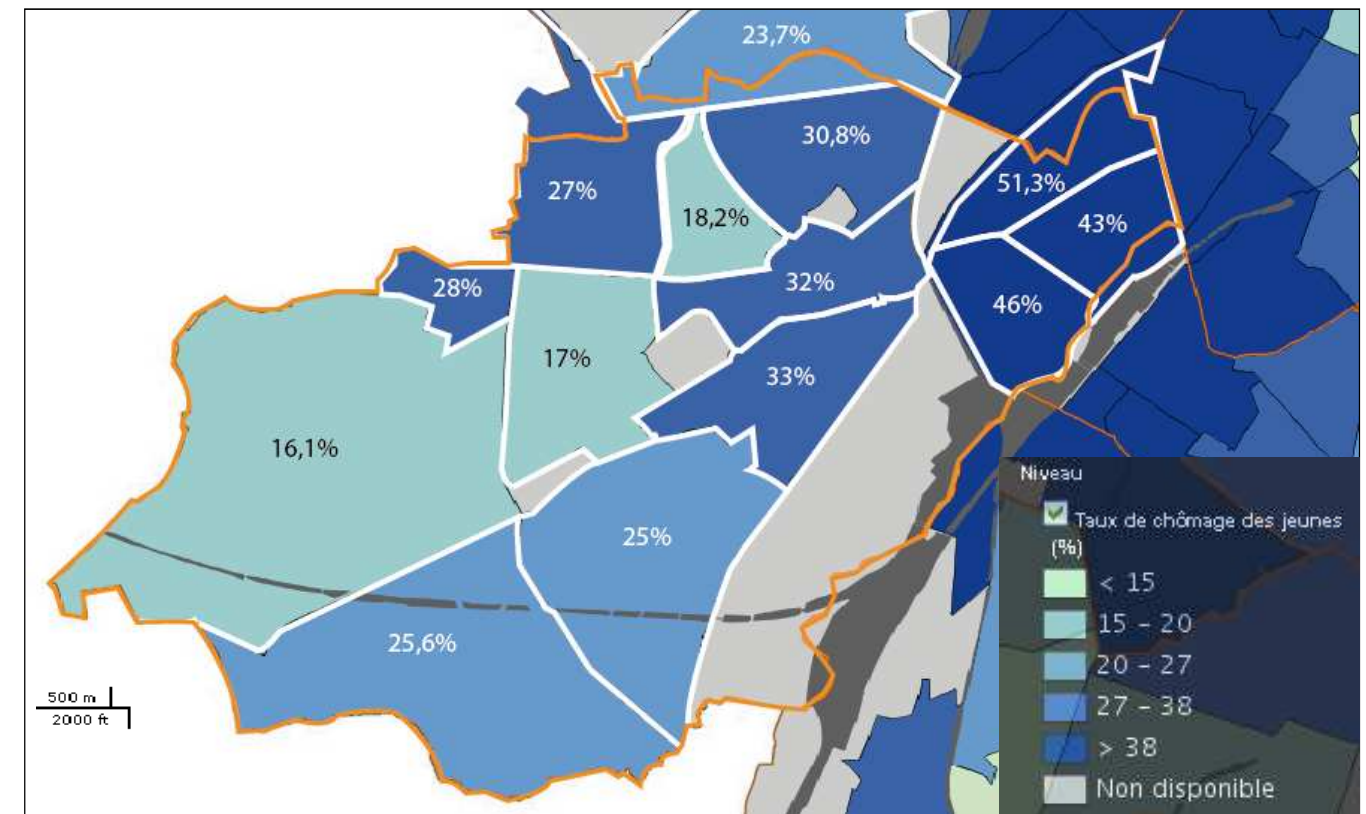 23,7%
30,8%
27%
51,3%
18,2%
43%
28%
32%
46%
17%
33%
16,1%
25%
25,6%
500 m
2000 ft
Niveau
Taux de chômage des jeunes
(%)
< 15
15 – 20
20 – 27
27 – 38
> 38
Non disponible